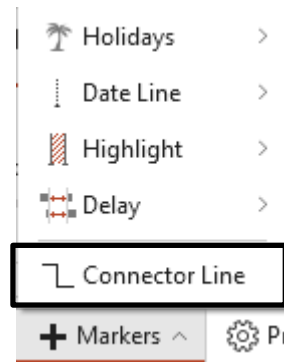 Holidays
Date Line
Highlight
Delay
Connector Line
Markers